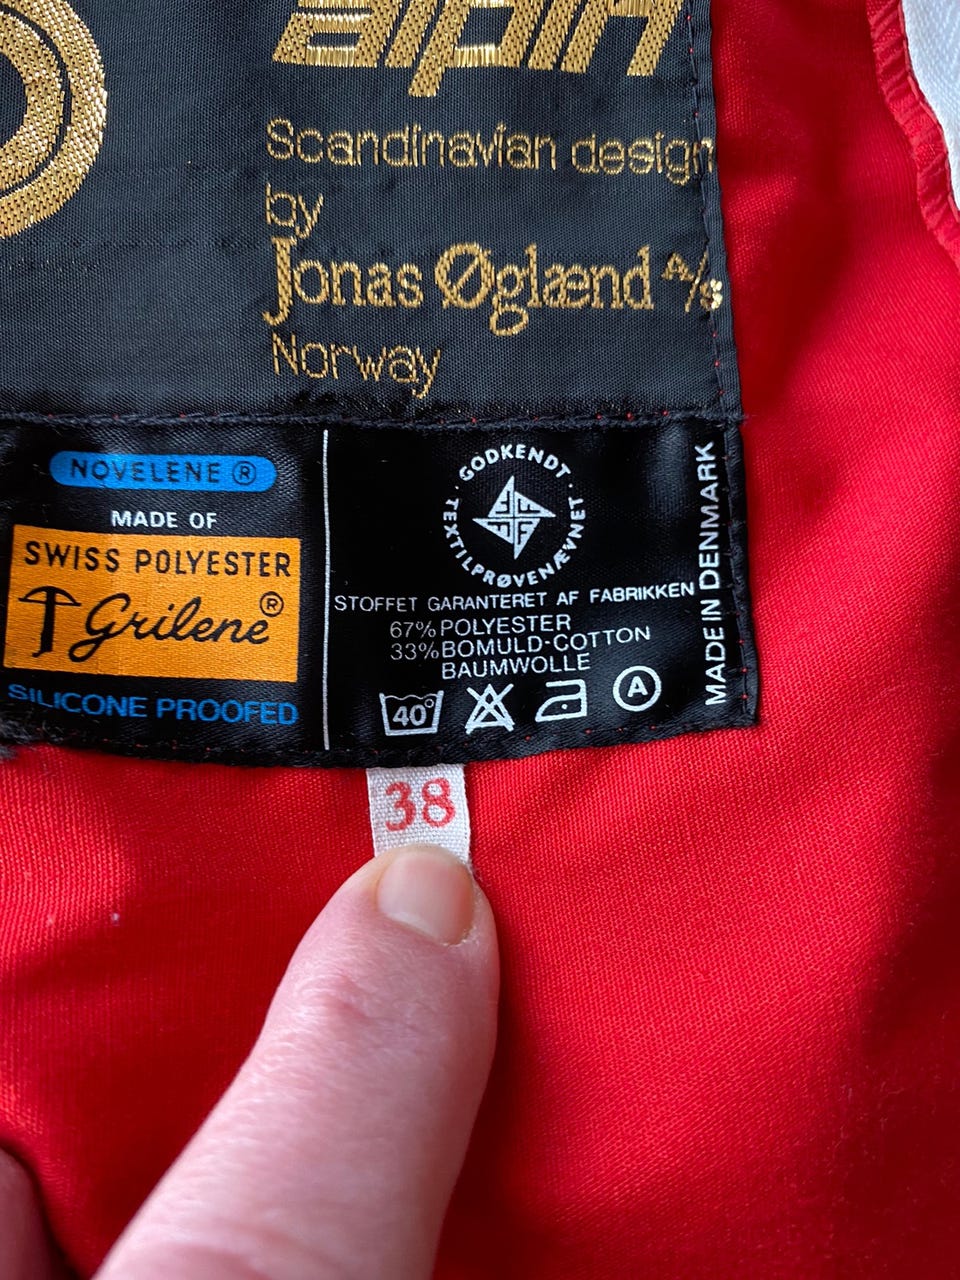 alpin
Scandinavian design
by
Jonas Øglænd A/S
Norway
NOVELENE ®
MADE OF
SWISS POLYESTER
Grilene ®
SILICONE PROOFED
GODKENDT
TEXTILPRØVENÆVNET
STOFFET GARANTERET AF FABRIKKEN
67% POLYESTER
33% BOMULD-COTTON
BAUMWOLLE
40°
A
MADE IN DENMARK
38